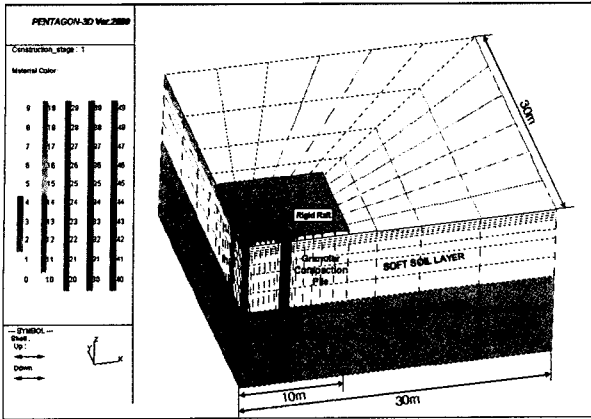 PENTAGON-3D Ver.2000
Construction_stage : 1
Material Color
9 19 29 39 49
8 18 28 38 48
7 17 27 37 47
6 16 26 36 46
5 15 25 35 45
4 14 24 34 44
3 13 23 33 43
2 12 22 32 42
1 11 21 31 41
0 10 20 30 40
--- SYMBOL ---
Shell :
Up :
Down
Z
Y
X
30m
Rigid Raft
Granular
Compaction
Pile
SOFT SOIL LAYER
10m
30m